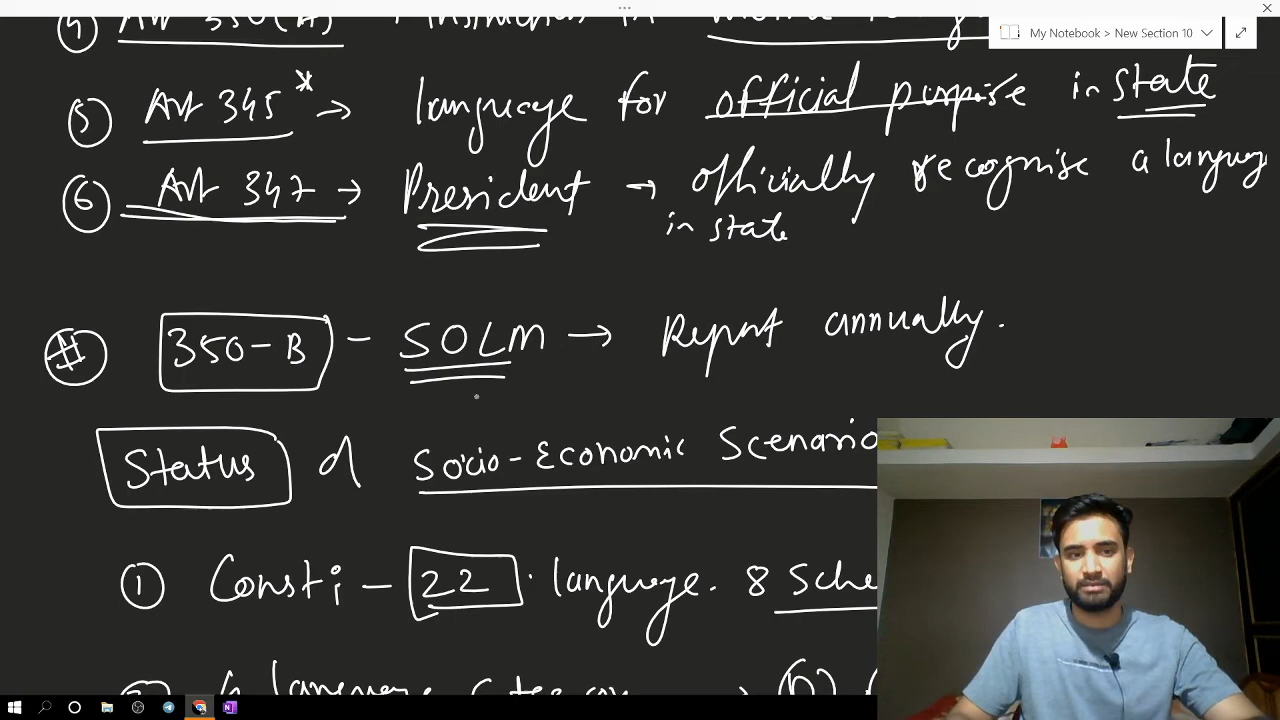 My Notebook > New Section 10
5 Art 345 * → language for official purpose in state
6 Art 347 → President → officially recognise a language
in state
# 350-B - SOLM → Report annually.
Status of Socio-Economic Scenario
1 Consti - 22 language. 8 Sche